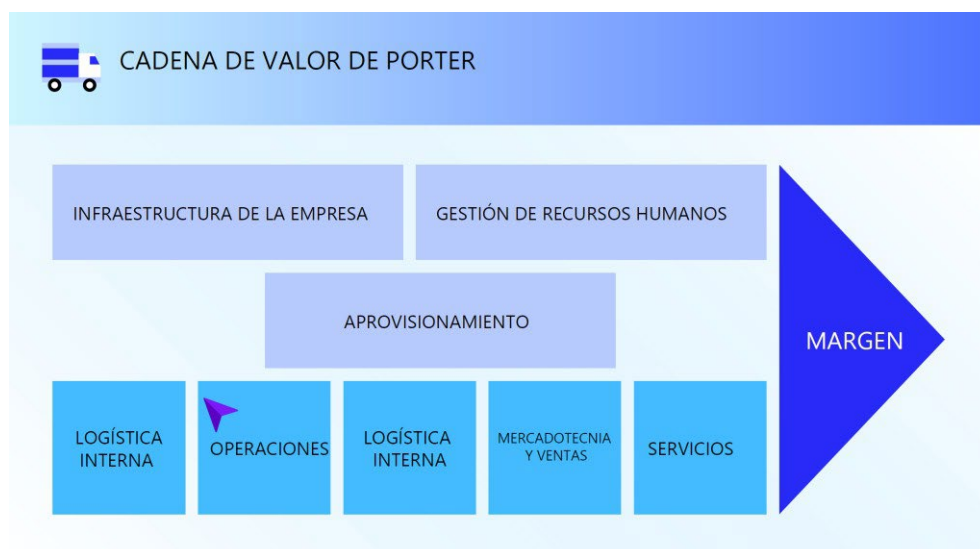 CADENA DE VALOR DE PORTER
INFRAESTRUCTURA DE LA EMPRESA
GESTIÓN DE RECURSOS HUMANOS
APROVISIONAMIENTO
MARGEN
LOGÍSTICA
INTERNA
OPERACIONES
LOGÍSTICA
INTERNA
MERCADOTECNIA
Y VENTAS
SERVICIOS